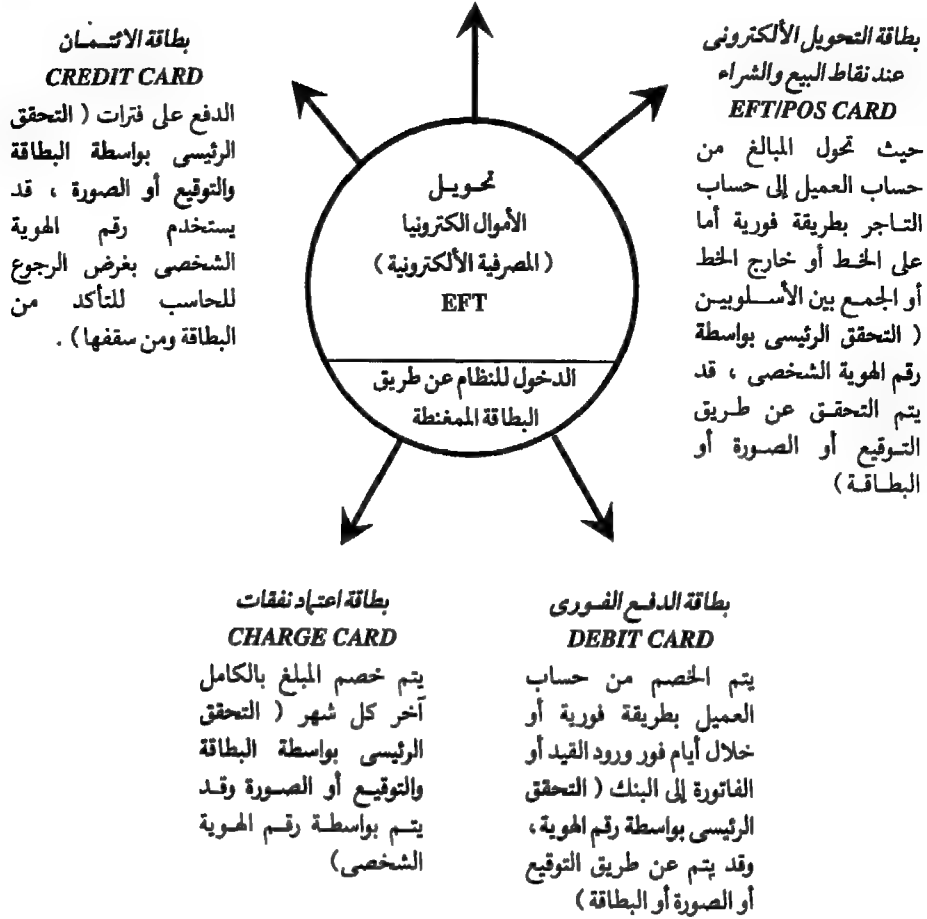 بطاقة التحويل الألكترونى
عند نقاط البيع والشراء
EFT/POS CARD
حيث تحول المبالغ من
حساب العميل إلى حساب
التاجر بطريقة فورية أما
على الخط أو خارج الخط
أو الجمع بين الأسلوبين
( التحقق الرئيسى بواسطة
رقم الهوية الشخصى ، قد
يتم التحقق عن طريق
التوقيع أو الصورة أو
البطاقة )
تحويل
الأموال الكترونيا
( المصرفية الألكترونية )
EFT
الدخول للنظام عن طريق
البطاقة الممغنطة
بطاقة الائتمان
CREDIT CARD
الدفع على فترات ( التحقق
الرئيسى بواسطة البطاقة
والتوقيع أو الصورة ، قد
يستخدم رقم الهوية
الشخصى بغرض الرجوع
للحاسب للتأكد من
البطاقة ومن سقفها ) .
بطاقة الدفع الفورى
DEBIT CARD
يتم الخصم من حساب
العميل بطريقة فورية أو
خلال أيام فور ورود القيد أو
الفاتورة إلى البنك ( التحقق
الرئيسى بواسطة رقم الهوية ،
وقد يتم عن طريق التوقيع
أو الصورة أو البطاقة )
بطاقة اعتماد نفقات
CHARGE CARD
يتم خصم المبلغ بالكامل
آخر كل شهر ( التحقق
الرئيسى بواسطة البطاقة
والتوقيع أو الصورة وقد
يتم بواسطة رقم الهوية
الشخصى)